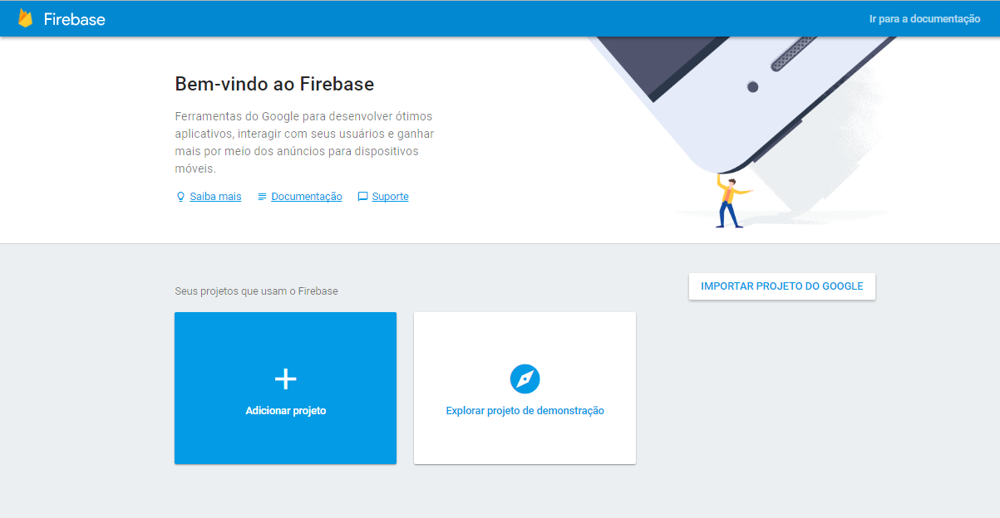 Firebase
Ir para a documentação
Bem-vindo ao Firebase
Ferramentas do Google para desenvolver ótimos
aplicativos, interagir com seus usuários e ganhar
mais por meio dos anúncios para dispositivos
móveis.
Saiba mais
Documentação
Suporte
Seus projetos que usam o Firebase
IMPORTAR PROJETO DO GOOGLE
Adicionar projeto
Explorar projeto de demonstração